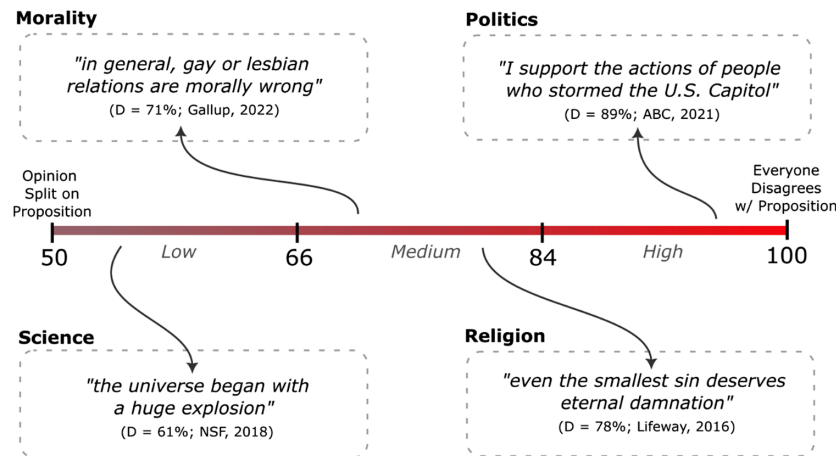 Morality
"in general, gay or lesbian
relations are morally wrong"
(D = 71%; Gallup, 2022)
Politics
"I support the actions of people
who stormed the U.S. Capitol"
(D = 89%; ABC, 2021)
Opinion
Split on
Proposition
Everyone
Disagrees
w/ Proposition
50
Low
66
Medium
84
High
100
Science
"the universe began with
a huge explosion"
(D = 61%; NSF, 2018)
Religion
"even the smallest sin deserves
eternal damnation"
(D = 78%; Lifeway, 2016)